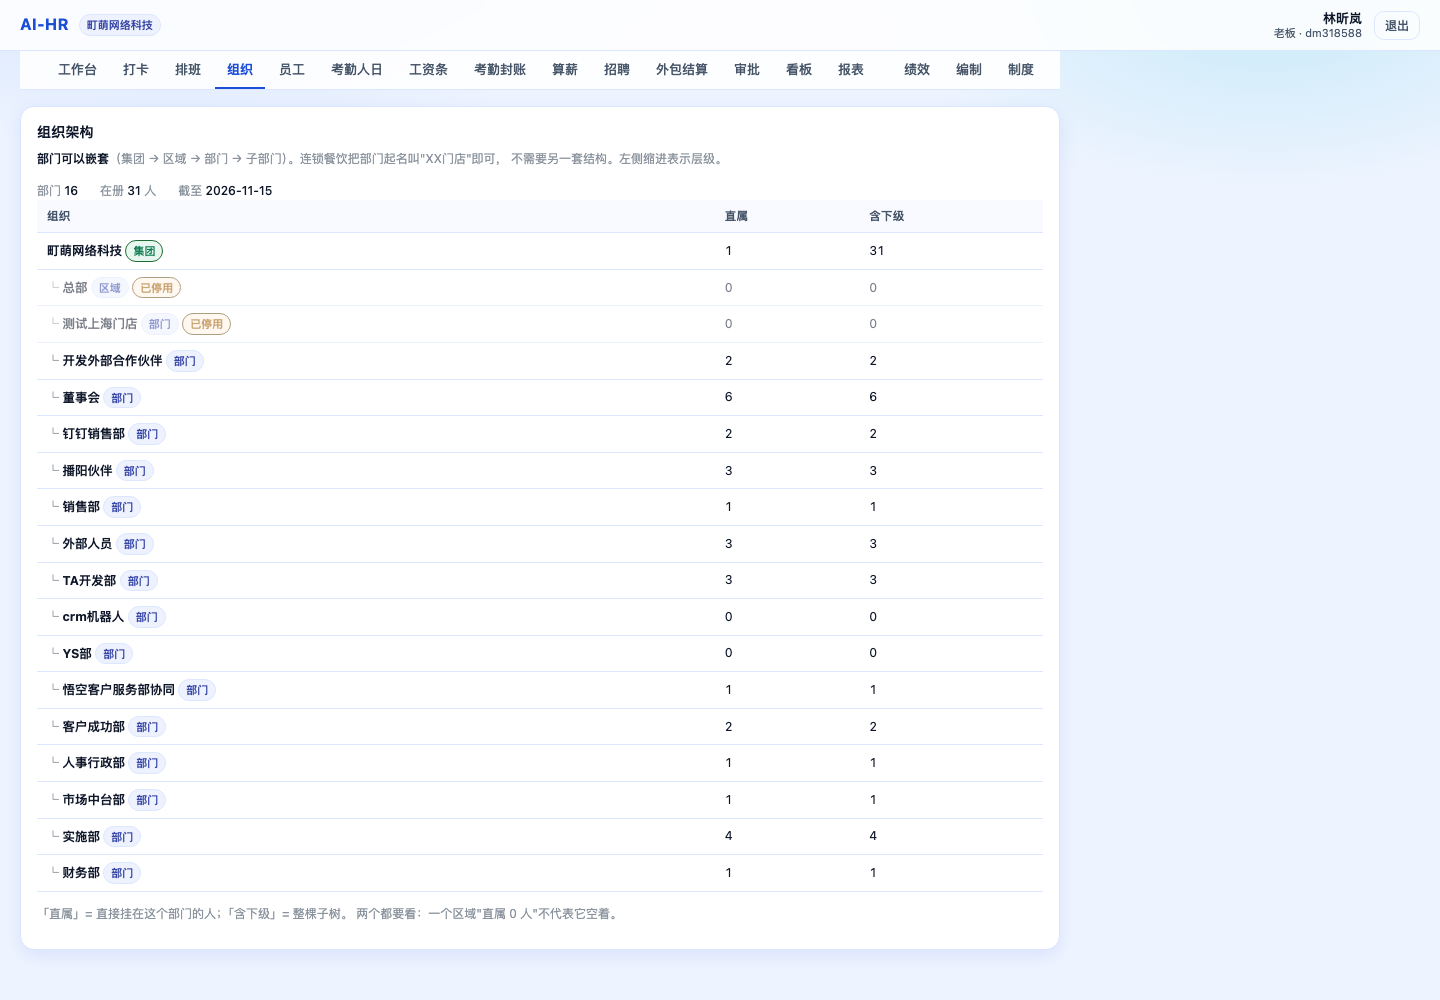 AI-HR 町萌网络科技
林昕岚
老板 · dm318588
退出
工作台 打卡 排班 组织 员工 考勤人日 工资条 考勤封账 算薪 招聘 外包结算 审批 看板 报表 绩效 编制 制度
组织架构
部门可以嵌套（集团 → 区域 → 部门 → 子部门）。连锁餐饮把部门起名叫"XX门店"即可， 不需要另一套结构。左侧缩进表示层级。
部门 16 在册 31 人 截至 2026-11-15
组织 直属 含下级
町萌网络科技 集团 1 31
└ 总部 区域 已停用 0 0
└ 测试上海门店 部门 已停用 0 0
└ 开发外部合作伙伴 部门 2 2
└ 董事会 部门 6 6
└ 钉钉销售部 部门 2 2
└ 播阳伙伴 部门 3 3
└ 销售部 部门 1 1
└ 外部人员 部门 3 3
└ TA开发部 部门 3 3
└ crm机器人 部门 0 0
└ YS部 部门 0 0
└ 悟空客户服务部协同 部门 1 1
└ 客户成功部 部门 2 2
└ 人事行政部 部门 1 1
└ 市场中台部 部门 1 1
└ 实施部 部门 4 4
└ 财务部 部门 1 1
「直属」= 直接挂在这个部门的人；「含下级」= 整棵子树。 两个都要看：一个区域"直属 0 人"不代表它空着。